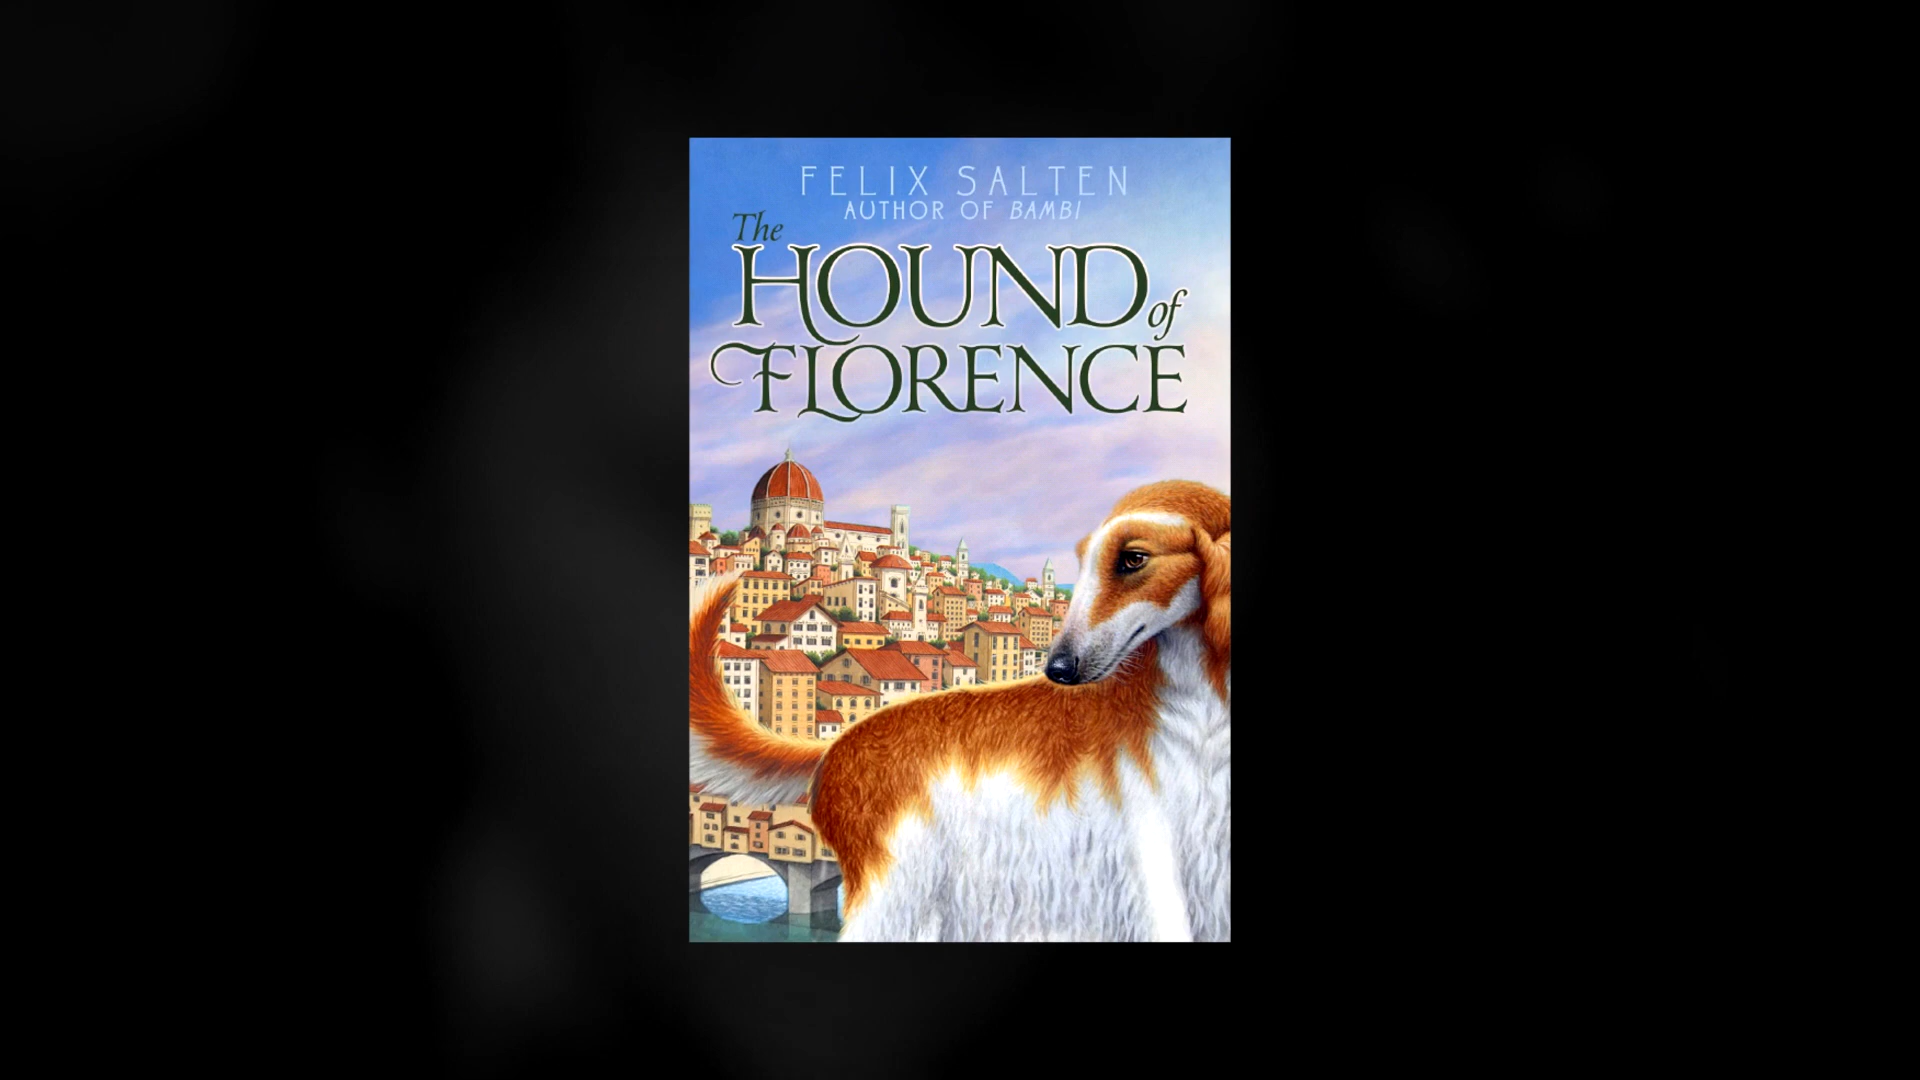 FELIX SALTEN
AUTHOR OF BAMBI
The
HOUND of
FLORENCE